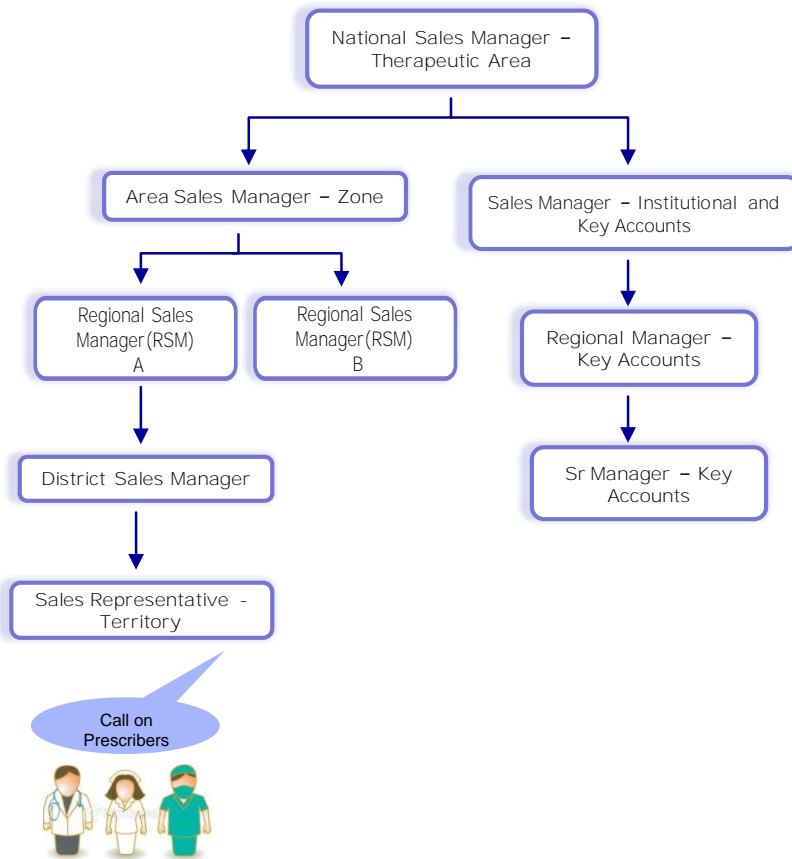 National Sales Manager –
Therapeutic Area
Area Sales Manager – Zone
Sales Manager – Institutional and
Key Accounts
Regional Sales
Manager(RSM)
A
Regional Sales
Manager(RSM)
B
Regional Manager –
Key Accounts
District Sales Manager
Sr Manager – Key
Accounts
Sales Representative -
Territory
Call on
Prescribers